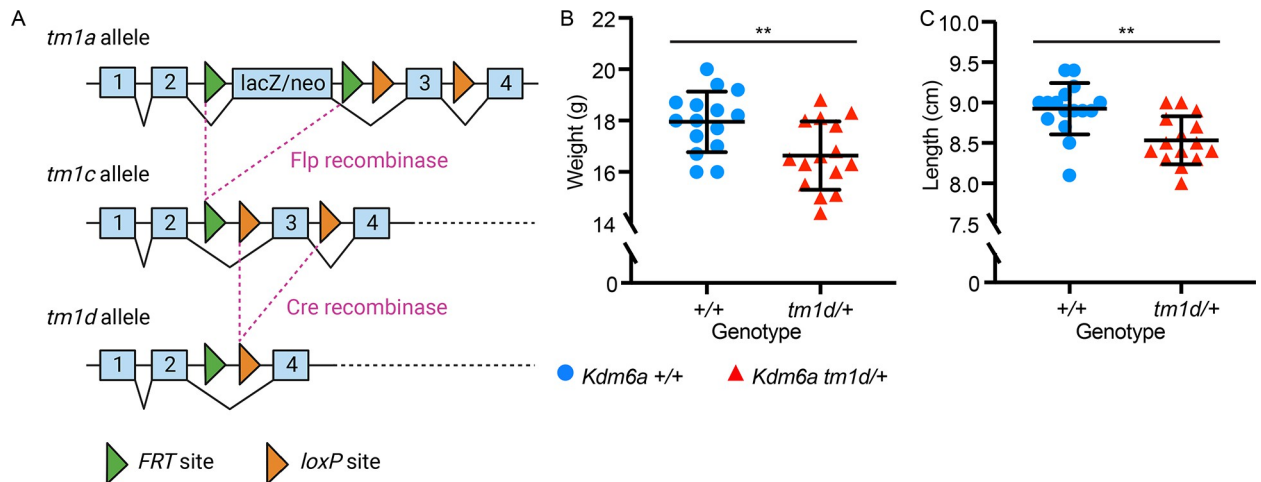 A
tm1a allele
1 2 lacZ/neo 3 4
Flp recombinase
tm1c allele
1 2 3 4
Cre recombinase
tm1d allele
1 2 4
FRT site
loxP site
B
22
20
18
16
14
0
Weight (g)
**
+/+ tm1d/+
Genotype
C
10.0
9.5
9.0
8.5
8.0
7.5
0
Length (cm)
**
+/+ tm1d/+
Genotype
Kdm6a +/+ Kdm6a tm1d/+